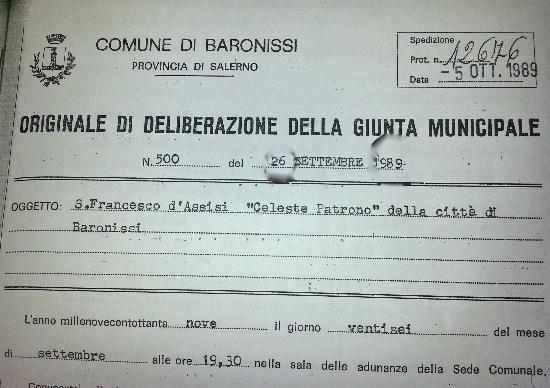 COMUNE DI BARONISSI
PROVINCIA DI SALERNO
Spedizione
Prot. n. 12676
Data -5 OTT. 1989
ORIGINALE DI DELIBERAZIONE DELLA GIUNTA MUNICIPALE
N. 500 del 26 SETTEMBRE 1989
OGGETTO: S.Francesco d'Assisi "Celeste Patrono" della città di
Baronissi
L'anno millenovecentottanta nove il giorno ventisei del mese
di settembre alle ore 19,30 nella sala delle adunanze della Sede Comunale,